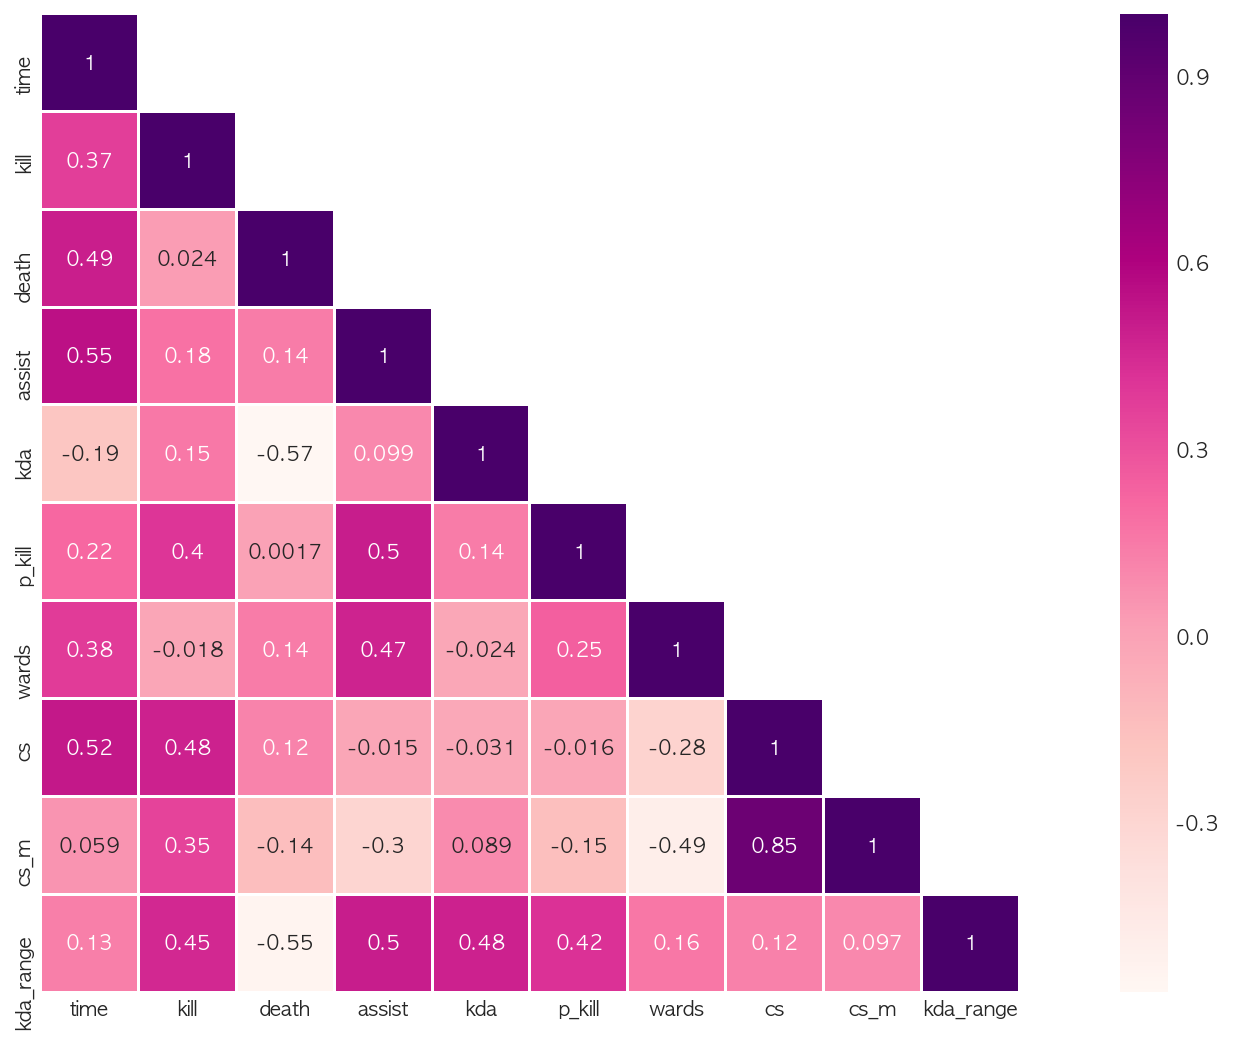 time 1
kill 0.37 1
death 0.49 0.024 1
assist 0.55 0.18 0.14 1
kda -0.19 0.15 -0.57 0.099 1
p_kill 0.22 0.4 0.0017 0.5 0.14 1
wards 0.38 -0.018 0.14 0.47 -0.024 0.25 1
cs 0.52 0.48 0.12 -0.015 -0.031 -0.016 -0.28 1
cs_m 0.059 0.35 -0.14 -0.3 0.089 -0.15 -0.49 0.85 1
kda_range 0.13 0.45 -0.55 0.5 0.48 0.42 0.16 0.12 0.097 1
time kill death assist kda p_kill wards cs cs_m kda_range
0.9
0.6
0.3
0.0
-0.3